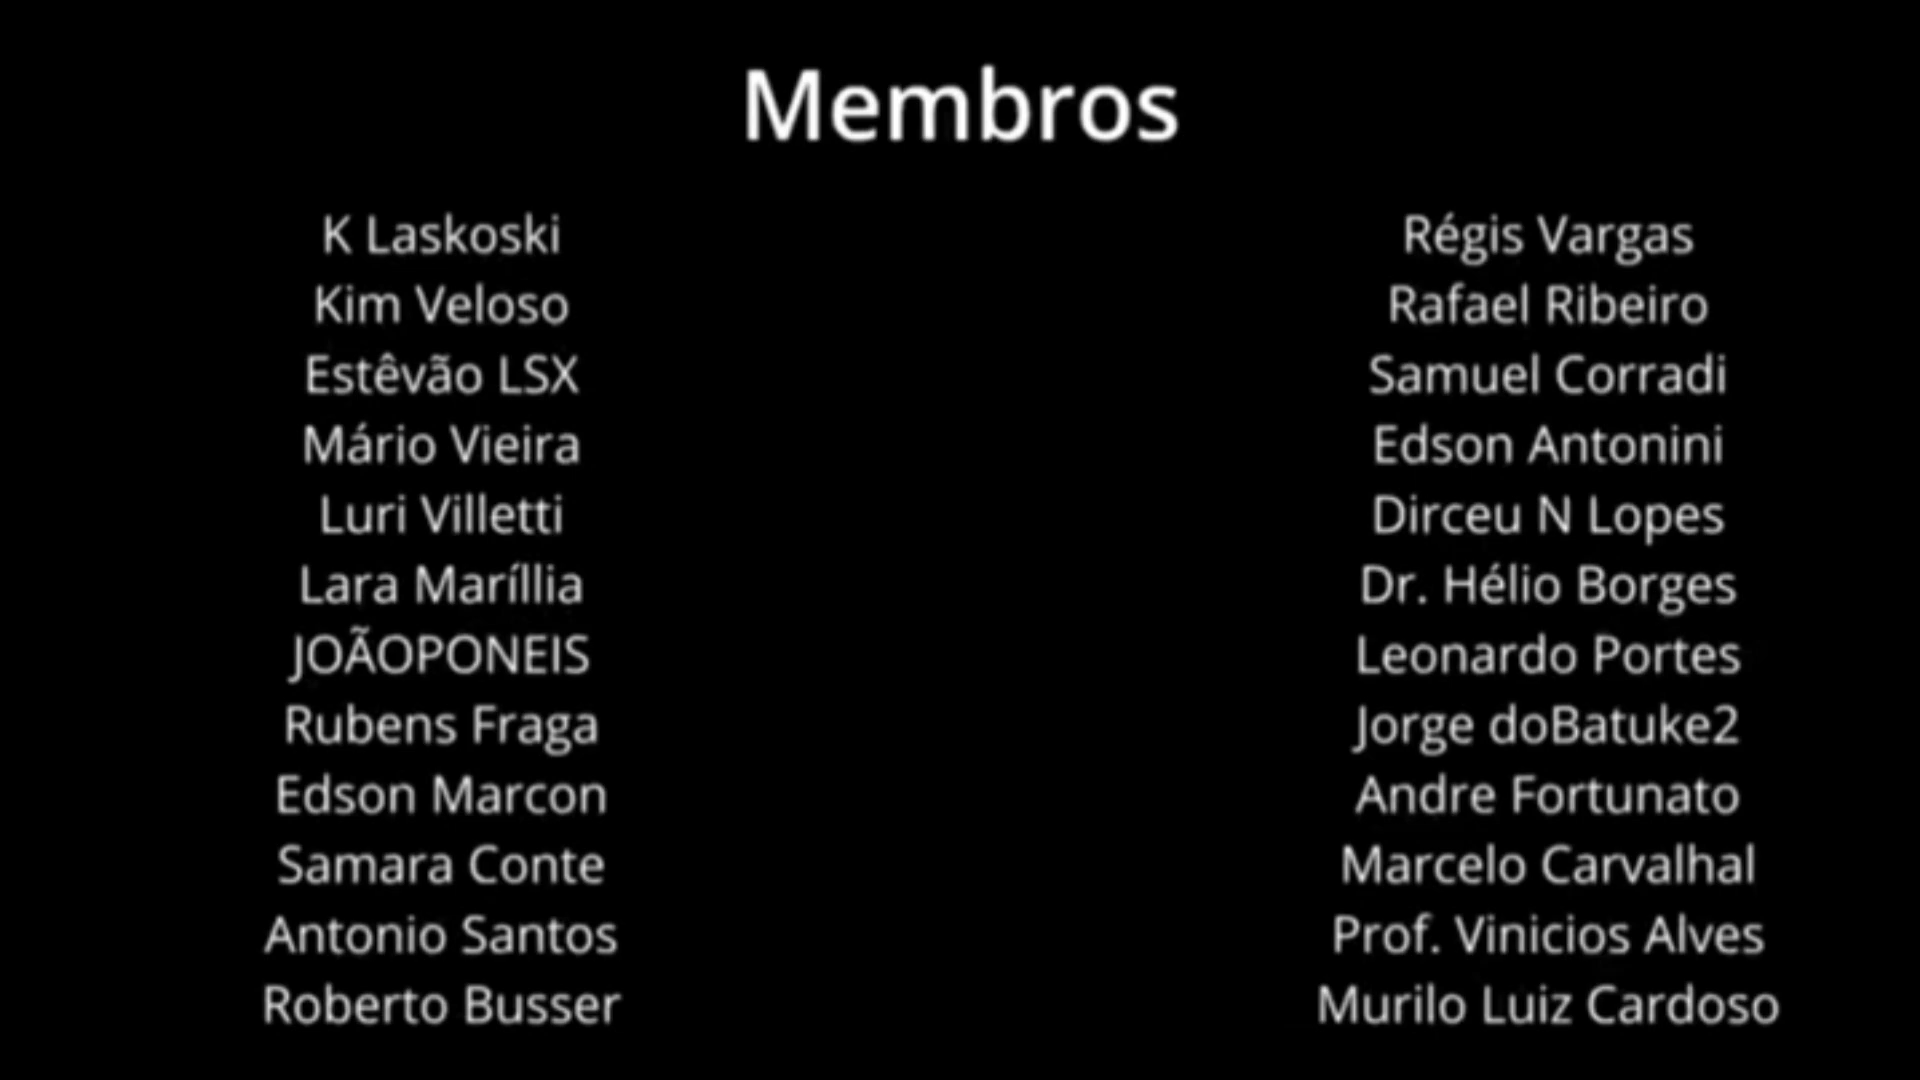 Membros
K Laskoski
Kim Veloso
Estêvão LSX
Mário Vieira
Luri Villetti
Lara Maríllia
JOÃOPONEIS
Rubens Fraga
Edson Marcon
Samara Conte
Antonio Santos
Roberto Busser
Régis Vargas
Rafael Ribeiro
Samuel Corradi
Edson Antonini
Dirceu N Lopes
Dr. Hélio Borges
Leonardo Portes
Jorge doBatuke2
Andre Fortunato
Marcelo Carvalhal
Prof. Vinicios Alves
Murilo Luiz Cardoso